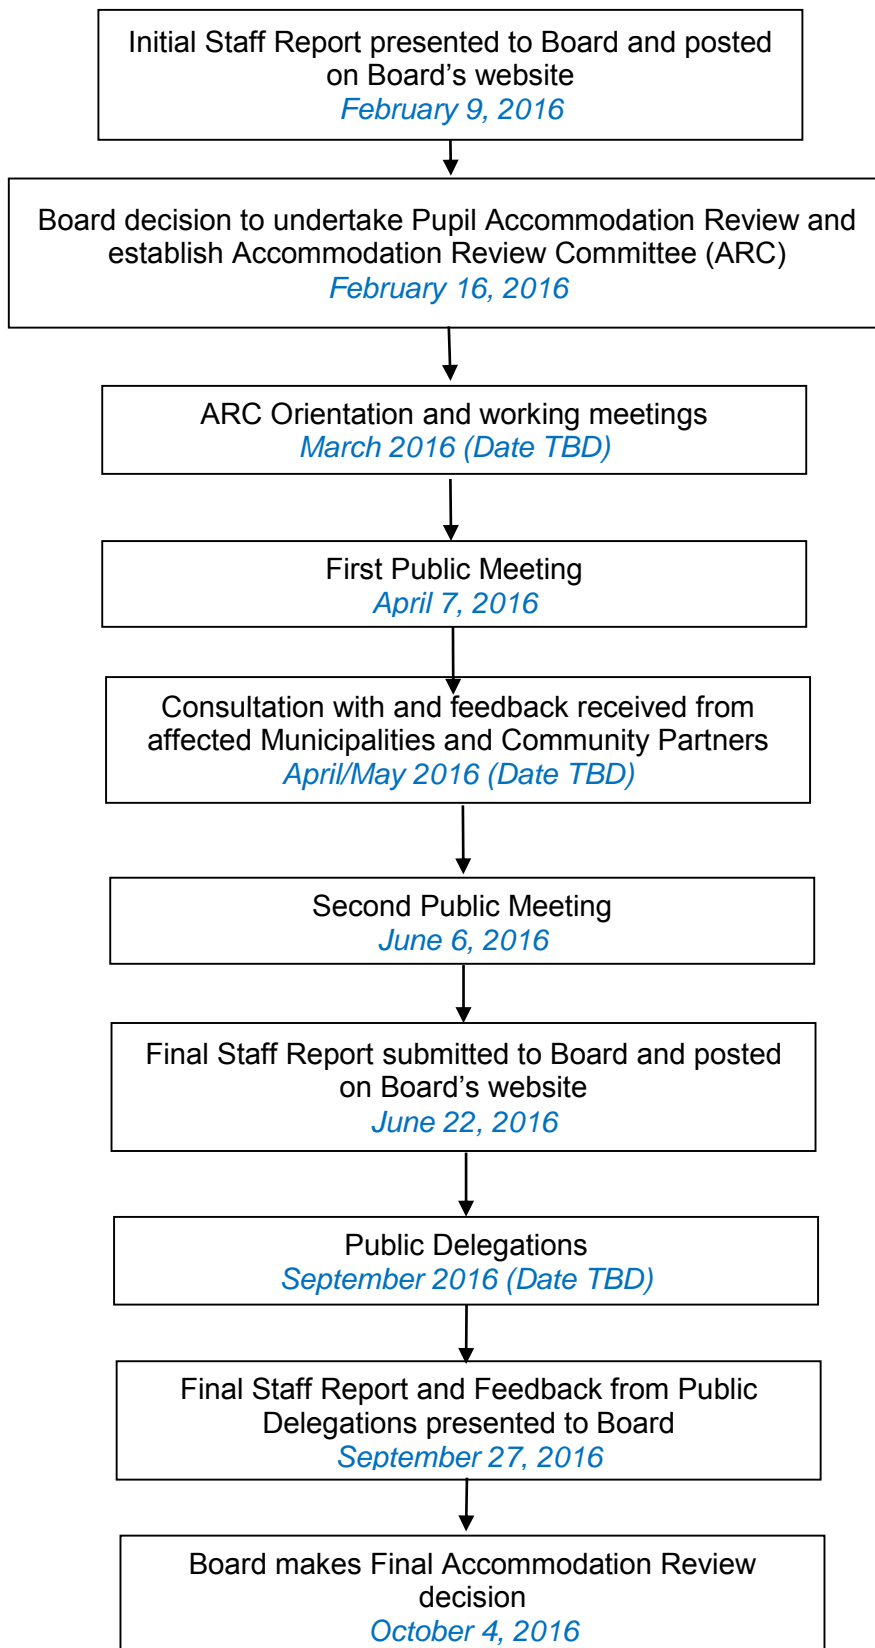 Initial Staff Report presented to Board and posted
on Board's website
February 9, 2016
Board decision to undertake Pupil Accommodation Review and
establish Accommodation Review Committee (ARC)
February 16, 2016
ARC Orientation and working meetings
March 2016 (Date TBD)
First Public Meeting
April 7, 2016
Consultation with and feedback received from
affected Municipalities and Community Partners
April/May 2016 (Date TBD)
Second Public Meeting
June 6, 2016
Final Staff Report submitted to Board and posted
on Board's website
June 22, 2016
Public Delegations
September 2016 (Date TBD)
Final Staff Report and Feedback from Public
Delegations presented to Board
September 27, 2016
Board makes Final Accommodation Review
decision
October 4, 2016